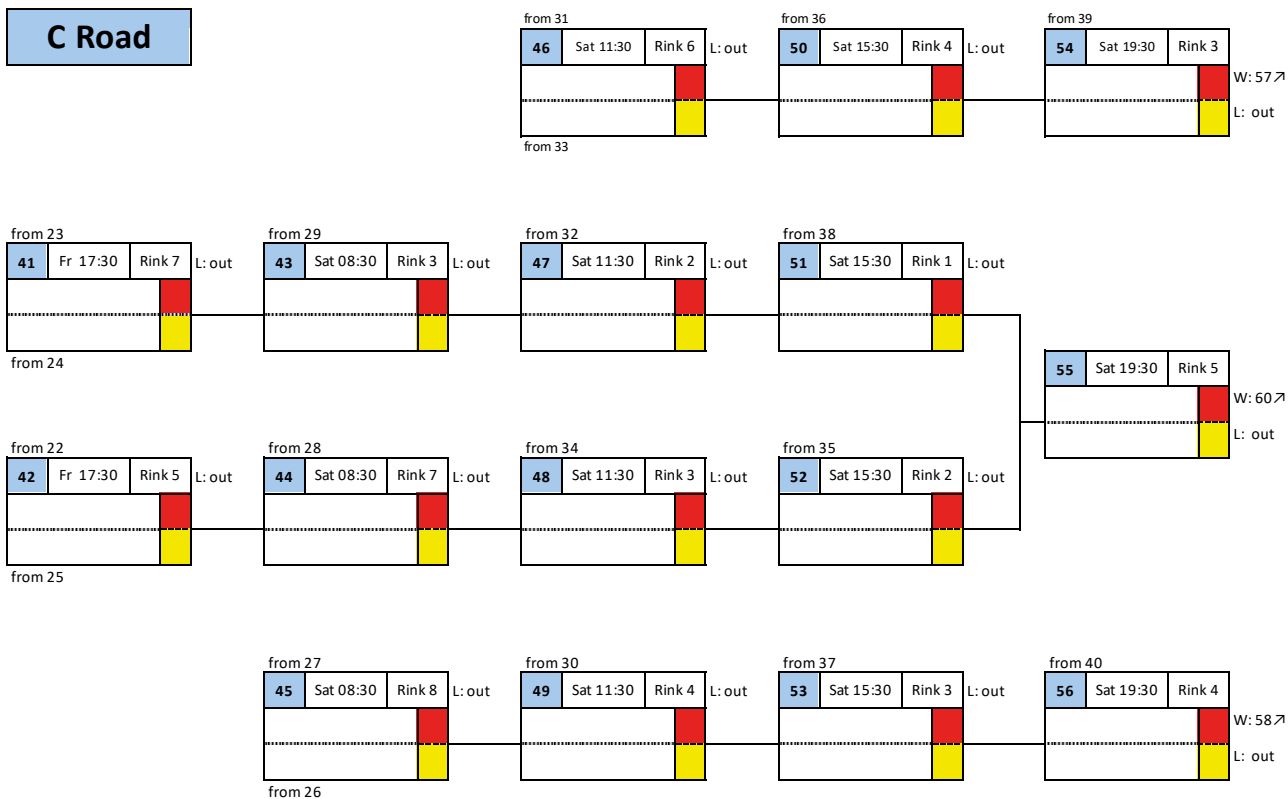 C Road
from 31
from 36
from 39
46 Sat 11:30 Rink 6 L: out
50 Sat 15:30 Rink 4 L: out
54 Sat 19:30 Rink 3
W: 57↗
L: out
from 33
from 23
from 29
from 32
from 38
41 Fr 17:30 Rink 7 L: out
43 Sat 08:30 Rink 3 L: out
47 Sat 11:30 Rink 2 L: out
51 Sat 15:30 Rink 1 L: out
from 24
55 Sat 19:30 Rink 5
W: 60↗
L: out
from 22
from 28
from 34
from 35
42 Fr 17:30 Rink 5 L: out
44 Sat 08:30 Rink 7 L: out
48 Sat 11:30 Rink 3 L: out
52 Sat 15:30 Rink 2 L: out
from 25
from 27
from 30
from 37
from 40
45 Sat 08:30 Rink 8 L: out
49 Sat 11:30 Rink 4 L: out
53 Sat 15:30 Rink 3 L: out
56 Sat 19:30 Rink 4
W: 58↗
L: out
from 26